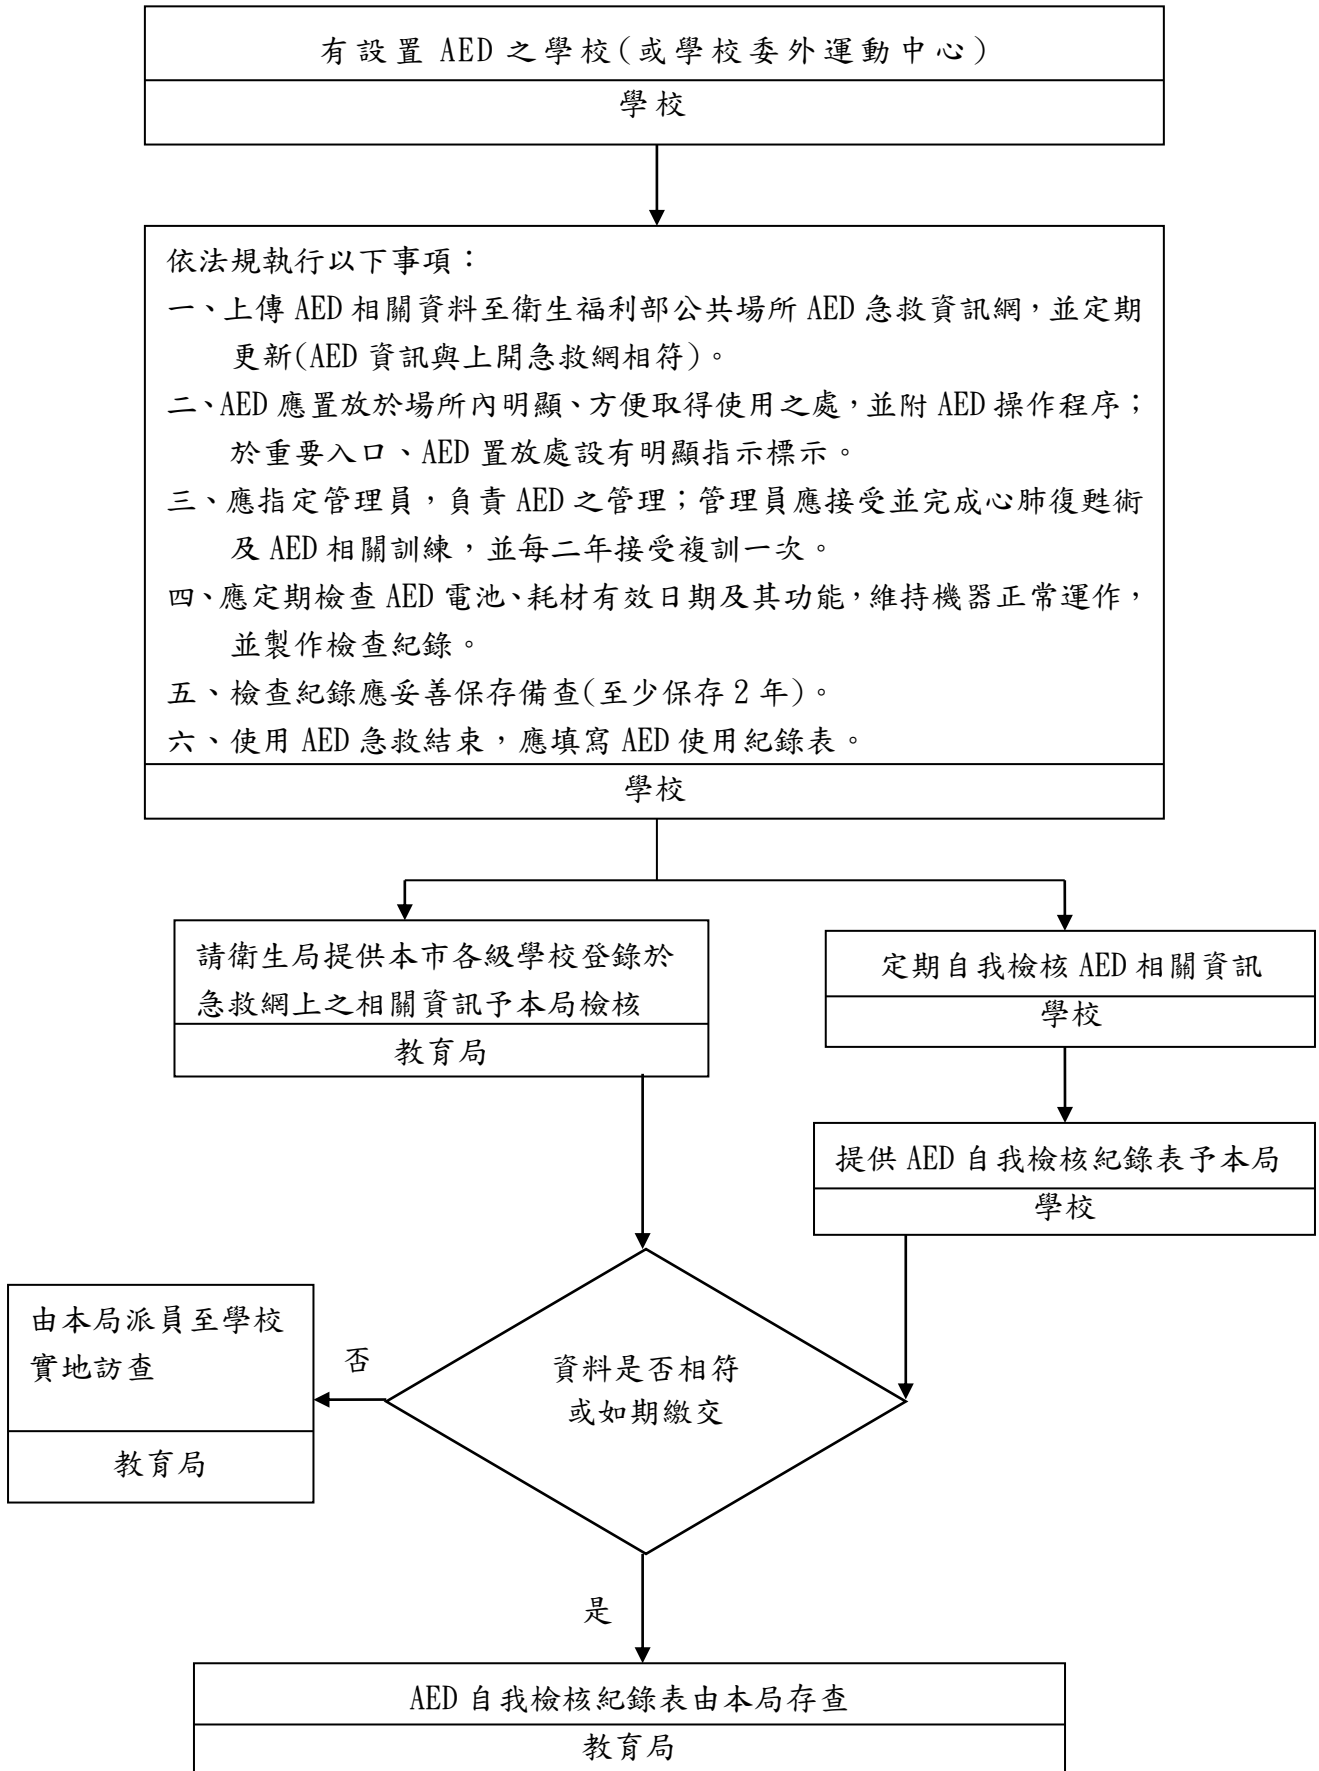 有設置 AED 之學校(或學校委外運動中心)
學校
依法規執行以下事項：
一、上傳 AED 相關資料至衛生福利部公共場所 AED 急救資訊網，並定期
更新(AED 資訊與上開急救網相符)。
二、AED 應置放於場所內明顯、方便取得使用之處，並附 AED 操作程序；
於重要入口、AED 置放處設有明顯指示標示。
三、應指定管理員，負責 AED 之管理；管理員應接受並完成心肺復甦術
及 AED 相關訓練，並每二年接受複訓一次。
四、應定期檢查 AED 電池、耗材有效日期及其功能，維持機器正常運作，
並製作檢查紀錄。
五、檢查紀錄應妥善保存備查(至少保存 2 年)。
六、使用 AED 急救結束，應填寫 AED 使用紀錄表。
學校
請衛生局提供本市各級學校登錄於
急救網上之相關資訊予本局檢核
教育局
定期自我檢核 AED 相關資訊
學校
提供 AED 自我檢核紀錄表予本局
學校
資料是否相符
或如期繳交
否
由本局派員至學校
實地訪查
教育局
是
AED 自我檢核紀錄表由本局存查
教育局